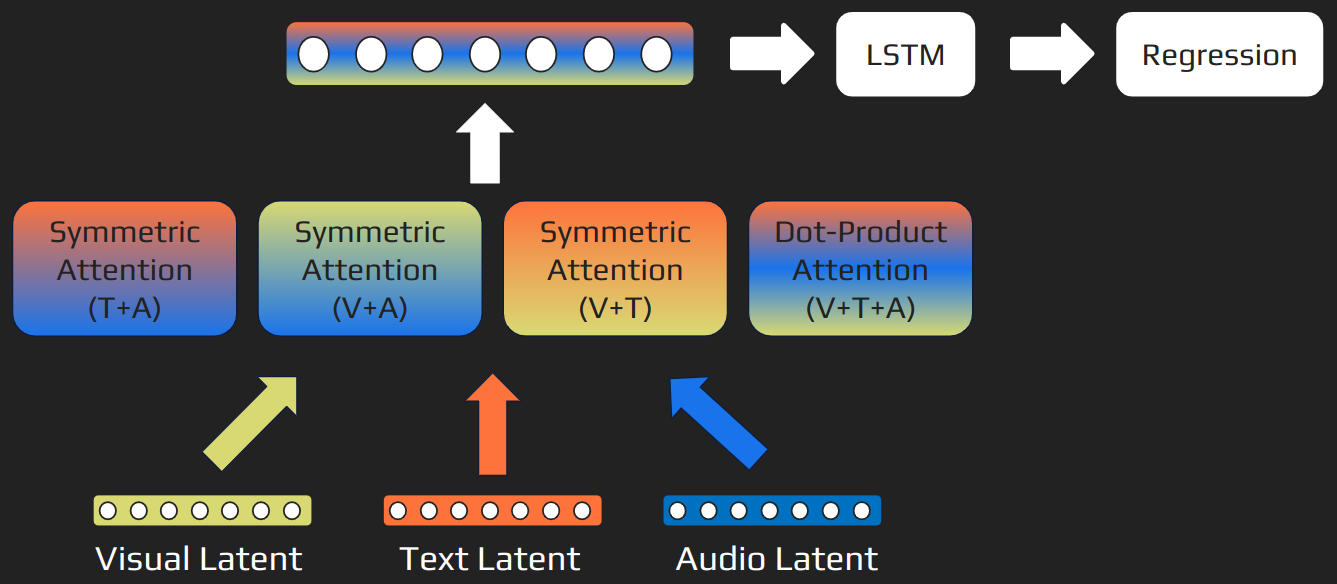 LSTM
Regression
Symmetric
Attention
(T+A)
Symmetric
Attention
(V+A)
Symmetric
Attention
(V+T)
Dot-Product
Attention
(V+T+A)
Visual Latent
Text Latent
Audio Latent